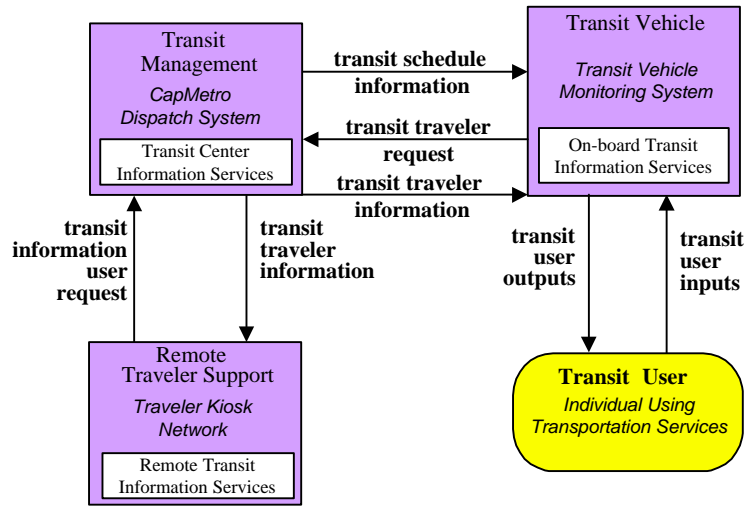 Transit
Management
CapMetro
Dispatch System
Transit Center
Information Services
transit schedule
information
transit traveler
request
transit traveler
information
Transit Vehicle
Transit Vehicle
Monitoring System
On-board Transit
Information Services
transit
information
user
request
transit
traveler
information
transit
user
outputs
transit
user
inputs
Remote
Traveler Support
Traveler Kiosk
Network
Remote Transit
Information Services
Transit User
Individual Using
Transportation Services